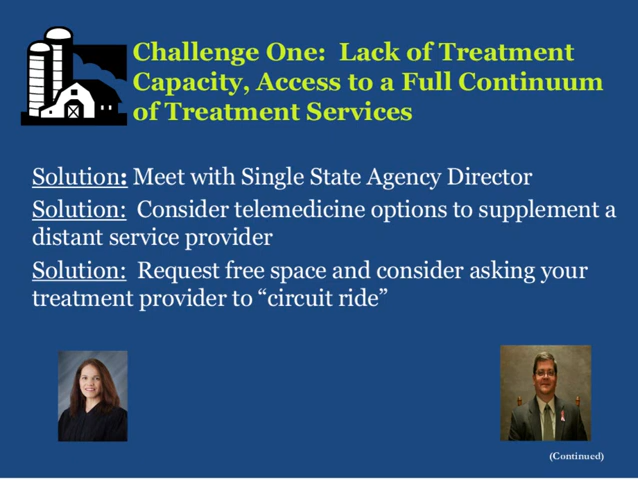 Challenge One:  Lack of Treatment
Capacity, Access to a Full Continuum
of Treatment Services
Solution: Meet with Single State Agency Director
Solution:  Consider telemedicine options to supplement a
distant service provider
Solution:  Request free space and consider asking your
treatment provider to “circuit ride”
(Continued)